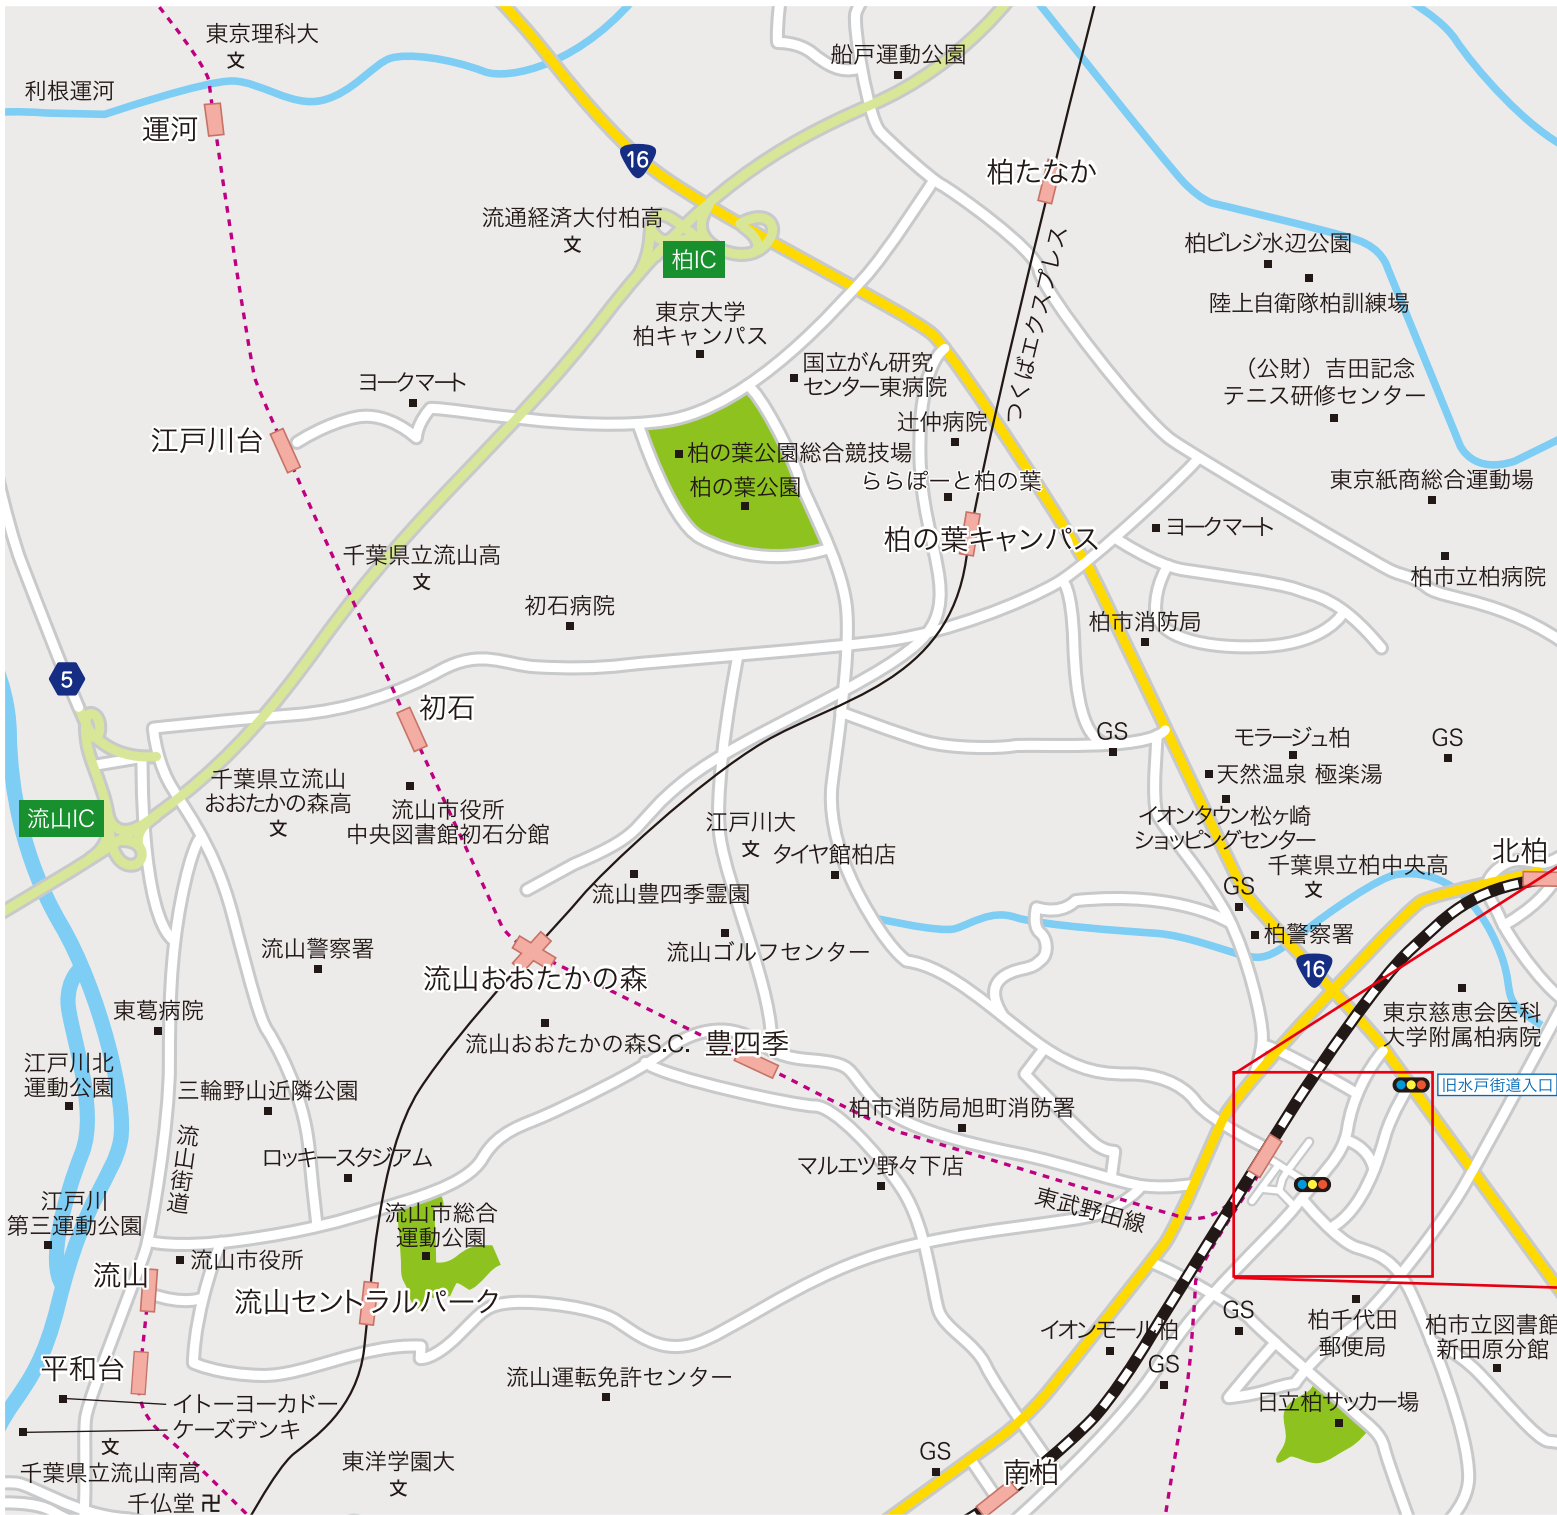 東京理科大
利根運河
運河
船戸運動公園
16
柏たなか
流通経済大付柏高
柏IC
つくばエクスプレス
柏ビレジ水辺公園
陸上自衛隊柏訓練場
東京大学
柏キャンパス
国立がん研究
センター東病院
(公財)吉田記念
テニス研修センター
ヨークマート
辻仲病院
江戸川台
柏の葉公園総合競技場
柏の葉公園
ららぽーと柏の葉
東京紙商総合運動場
柏の葉キャンパス
ヨークマート
千葉県立流山高
柏市立柏病院
初石病院
柏市消防局
5
初石
GS
モラージュ柏
GS
天然温泉 極楽湯
千葉県立流山
おおたかの森高
流山市役所
中央図書館初石分館
流山IC
江戸川大
イオンタウン松ヶ崎
ショッピングセンター
タイヤ館柏店
北柏
千葉県立柏中央高
流山豊四季霊園
GS
柏警察署
流山警察署
流山ゴルフセンター
16
流山おおたかの森
東葛病院
東京慈恵会医科
大学附属柏病院
流山おおたかの森S.C.
豊四季
江戸川北
運動公園
三輪野山近隣公園
旧水戸街道入口
柏市消防局旭町消防署
流山街道
ロッキースタジアム
マルエツ野々下店
東武野田線
江戸川
第三運動公園
流山市総合
運動公園
流山市役所
流山
流山セントラルパーク
GS
柏千代田
郵便局
柏市立図書館
新田原分館
イオンモール柏
GS
平和台
流山運転免許センター
イトーヨーカドー
ケーズデンキ
日立柏サッカー場
千葉県立流山南高
東洋学園大
GS
南柏
千仏堂